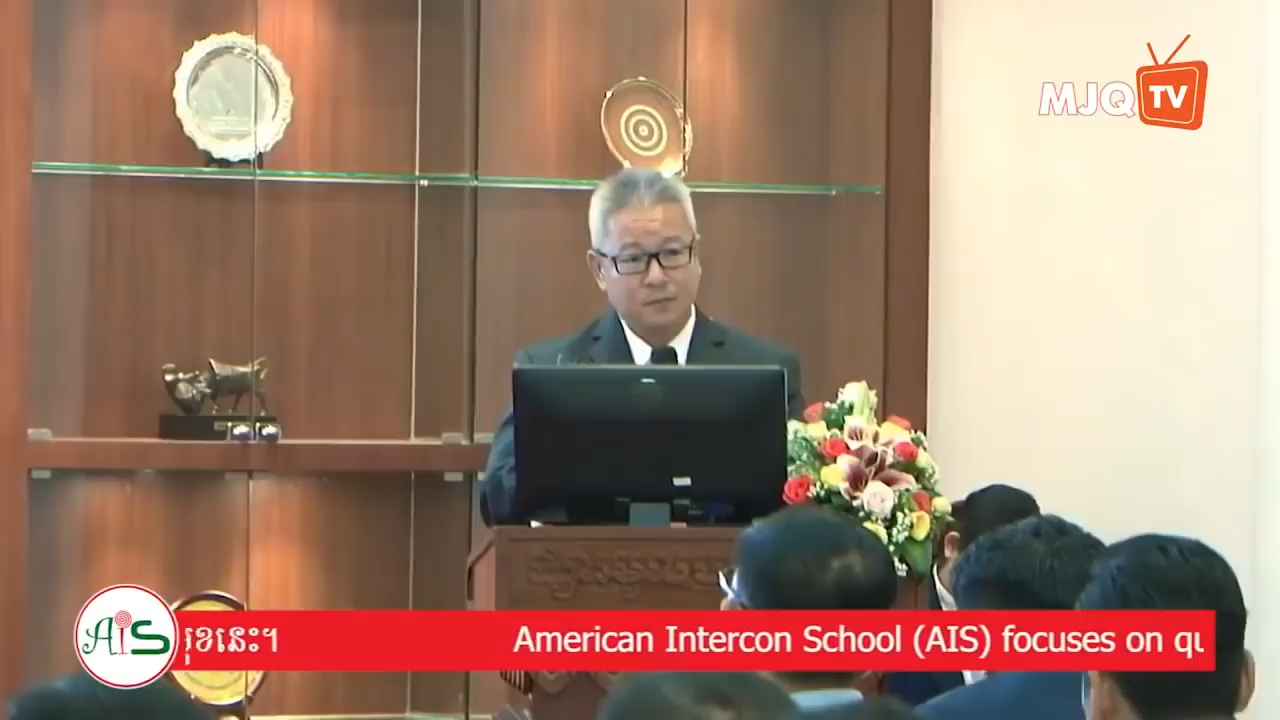 MJQ TV
AiS
ខនេះ។ American Intercon School (AIS) focuses on qu